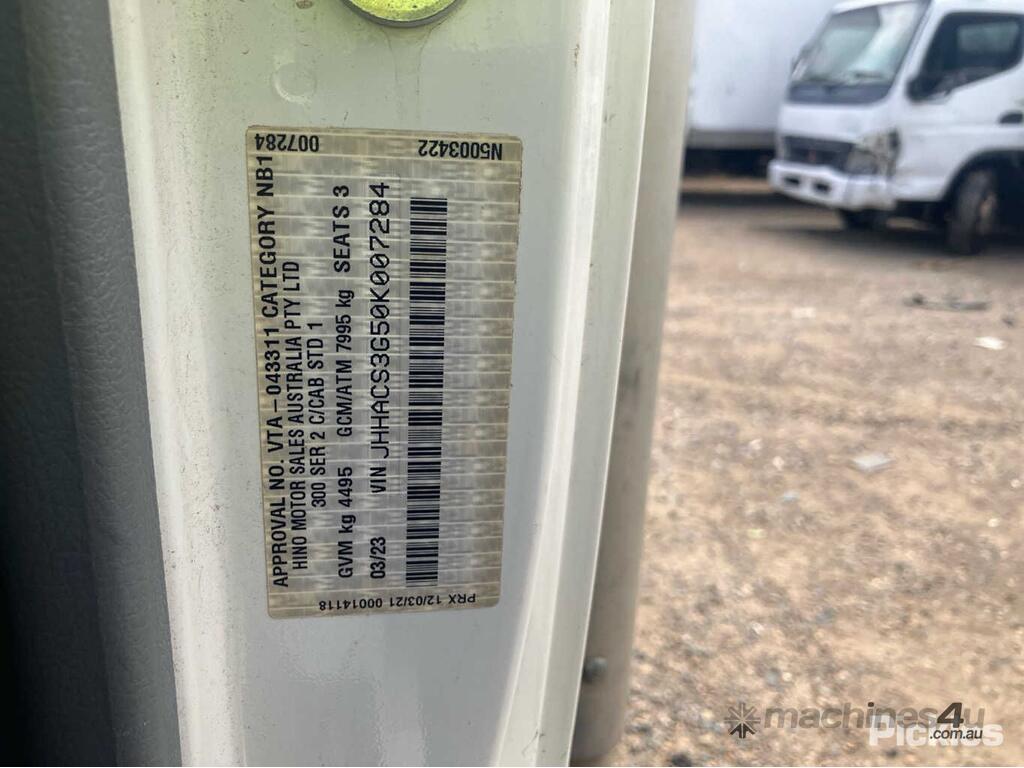 007284
N5003422
APPROVAL NO. VTA-043311 CATEGORY NB1
HINO MOTOR SALES AUSTRALIA PTY LTD
300 SER 2 C/CAB STD 1
GVM kg 4495 GCM/ATM 7995 kg SEATS 3
03/23 VIN JHHACS3G50K007284
PRX 12/03/21 00014118
machines4u
.com.au
Pickles